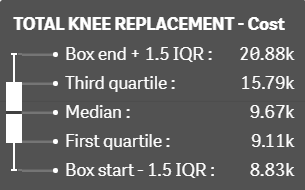 TOTAL KNEE REPLACEMENT - Cost
Box end + 1.5 IQR : 20.88k
Third quartile : 15.79k
Median : 9.67k
First quartile : 9.11k
Box start - 1.5 IQR : 8.83k